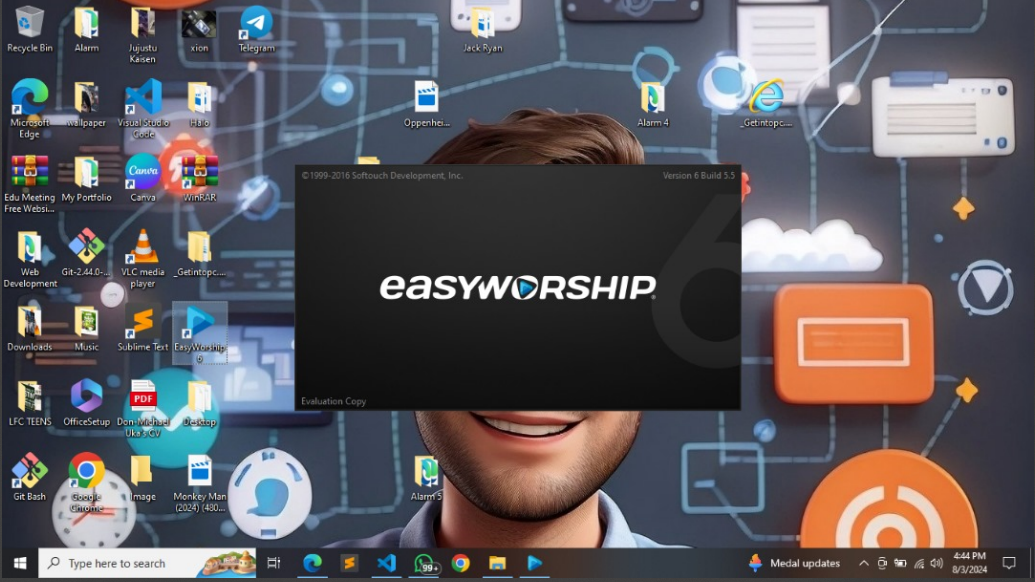 Recycle Bin
Alarm
Jujustu
Kaisen
xion
Telegram
Jack Ryan
Microsoft
Edge
wallpaper
Visual Studio
Code
Halo
Oppenhei...
Alarm 4
_Getintopc....
Edu Meeting
Free Websi...
My Portfolio
Canva
Canva
WinRAR
©1999-2016 Softouch Development, Inc.
Version 6 Build 5.5
6
EASYWORSHIP®
Evaluation Copy
Web
Development
Git-2.44.0-...
VLC media
player
_Getintopc....
Downloads
Music
Sublime Text
EasyWorship
6
LFC TEENS
OfficeSetup
PDF
Don-Michael
Uka's CV
Desktop
Git Bash
Google
Chrome
Image
Monkey Man
(2024) (480...
Alarm 5
Type here to search
99+
Medal updates
4:44 PM
8/3/2024